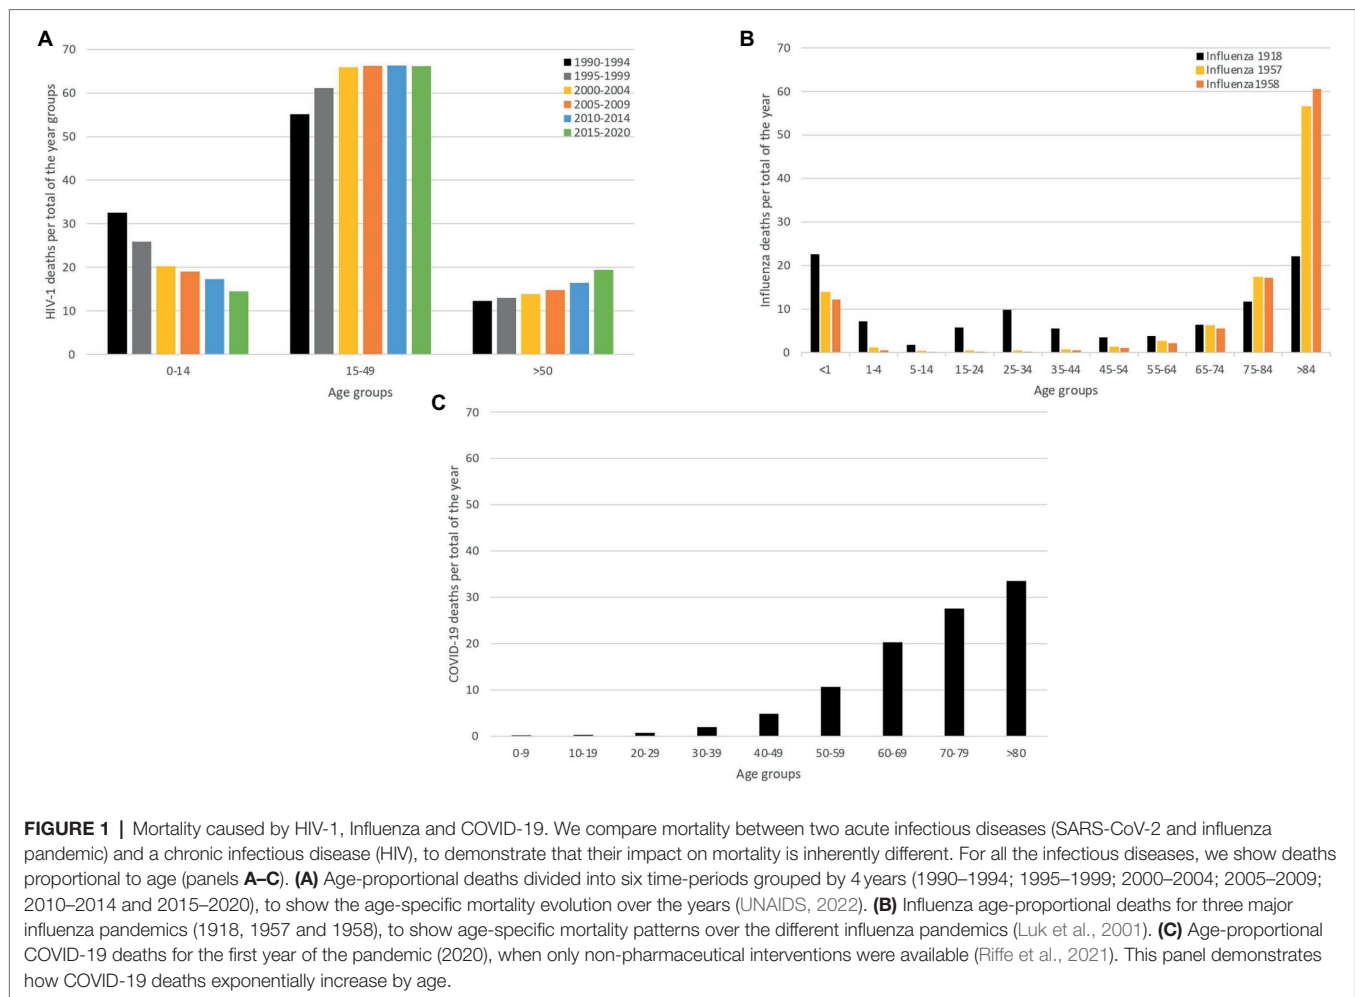 A
HIV-1 deaths per total of the year groups
70
60
50
40
30
20
10
0
1990-1994
1995-1999
2000-2004
2005-2009
2010-2014
2015-2020
0-14
15-49
>50
Age groups
B
Influenza deaths per total of the year
70
60
50
40
30
20
10
0
Influenza 1918
Influenza 1957
Influenza1958
<1
1-4
5-14
15-24
25-34
35-44
45-54
55-64
65-74
75-84
>84
Age groups
C
COVID-19 deaths per total of the year
70
60
50
40
30
20
10
0
0-9
10-19
20-29
30-39
40-49
50-59
60-69
70-79
>80
Age groups
FIGURE 1 | Mortality caused by HIV-1, Influenza and COVID-19. We compare mortality between two acute infectious diseases (SARS-CoV-2 and influenza
pandemic) and a chronic infectious disease (HIV), to demonstrate that their impact on mortality is inherently different. For all the infectious diseases, we show deaths
proportional to age (panels A–C). (A) Age-proportional deaths divided into six time-periods grouped by 4 years (1990–1994; 1995–1999; 2000–2004; 2005–2009;
2010–2014 and 2015–2020), to show the age-specific mortality evolution over the years (UNAIDS, 2022). (B) Influenza age-proportional deaths for three major
influenza pandemics (1918, 1957 and 1958), to show age-specific mortality patterns over the different influenza pandemics (Luk et al., 2001). (C) Age-proportional
COVID-19 deaths for the first year of the pandemic (2020), when only non-pharmaceutical interventions were available (Riffe et al., 2021). This panel demonstrates
how COVID-19 deaths exponentially increase by age.